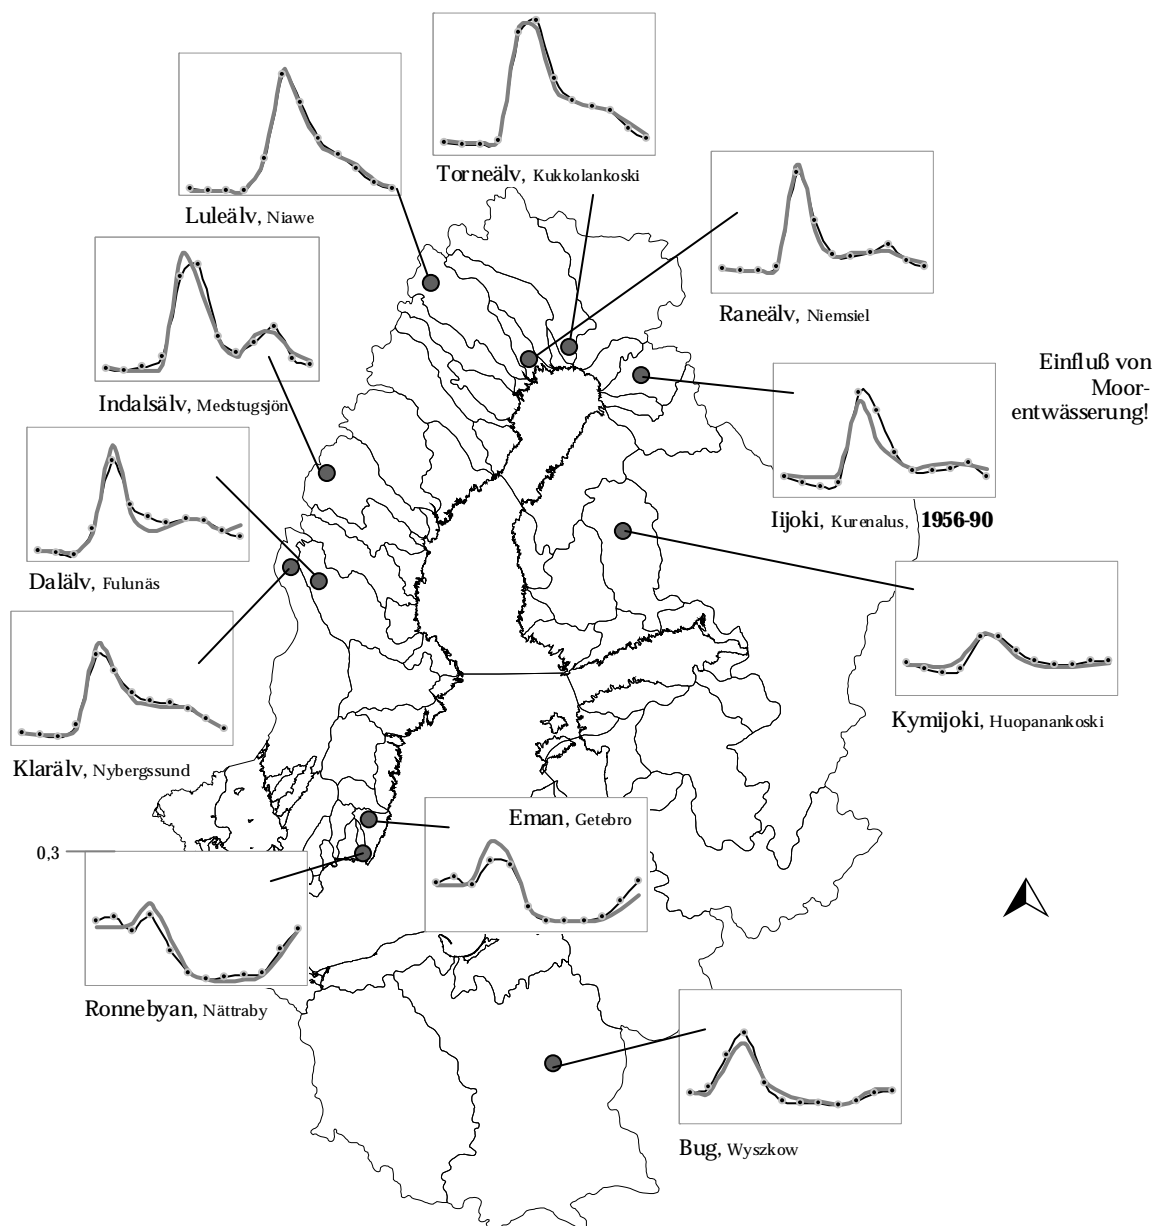 Torneälv, Kukkolankoski
Luleälv, Niawe
Raneälv, Niemsiel
Einfluß von
Moor-
entwässerung!
Indalsälv, Medstugsjön
Iijoki, Kurenalus, 1956-90
Dalälv, Fulunäs
Kymijoki, Huopanankoski
Klarälv, Nybergssund
Eman, Getebro
0,3
Ronnebyan, Nättraby
Bug, Wyszkow